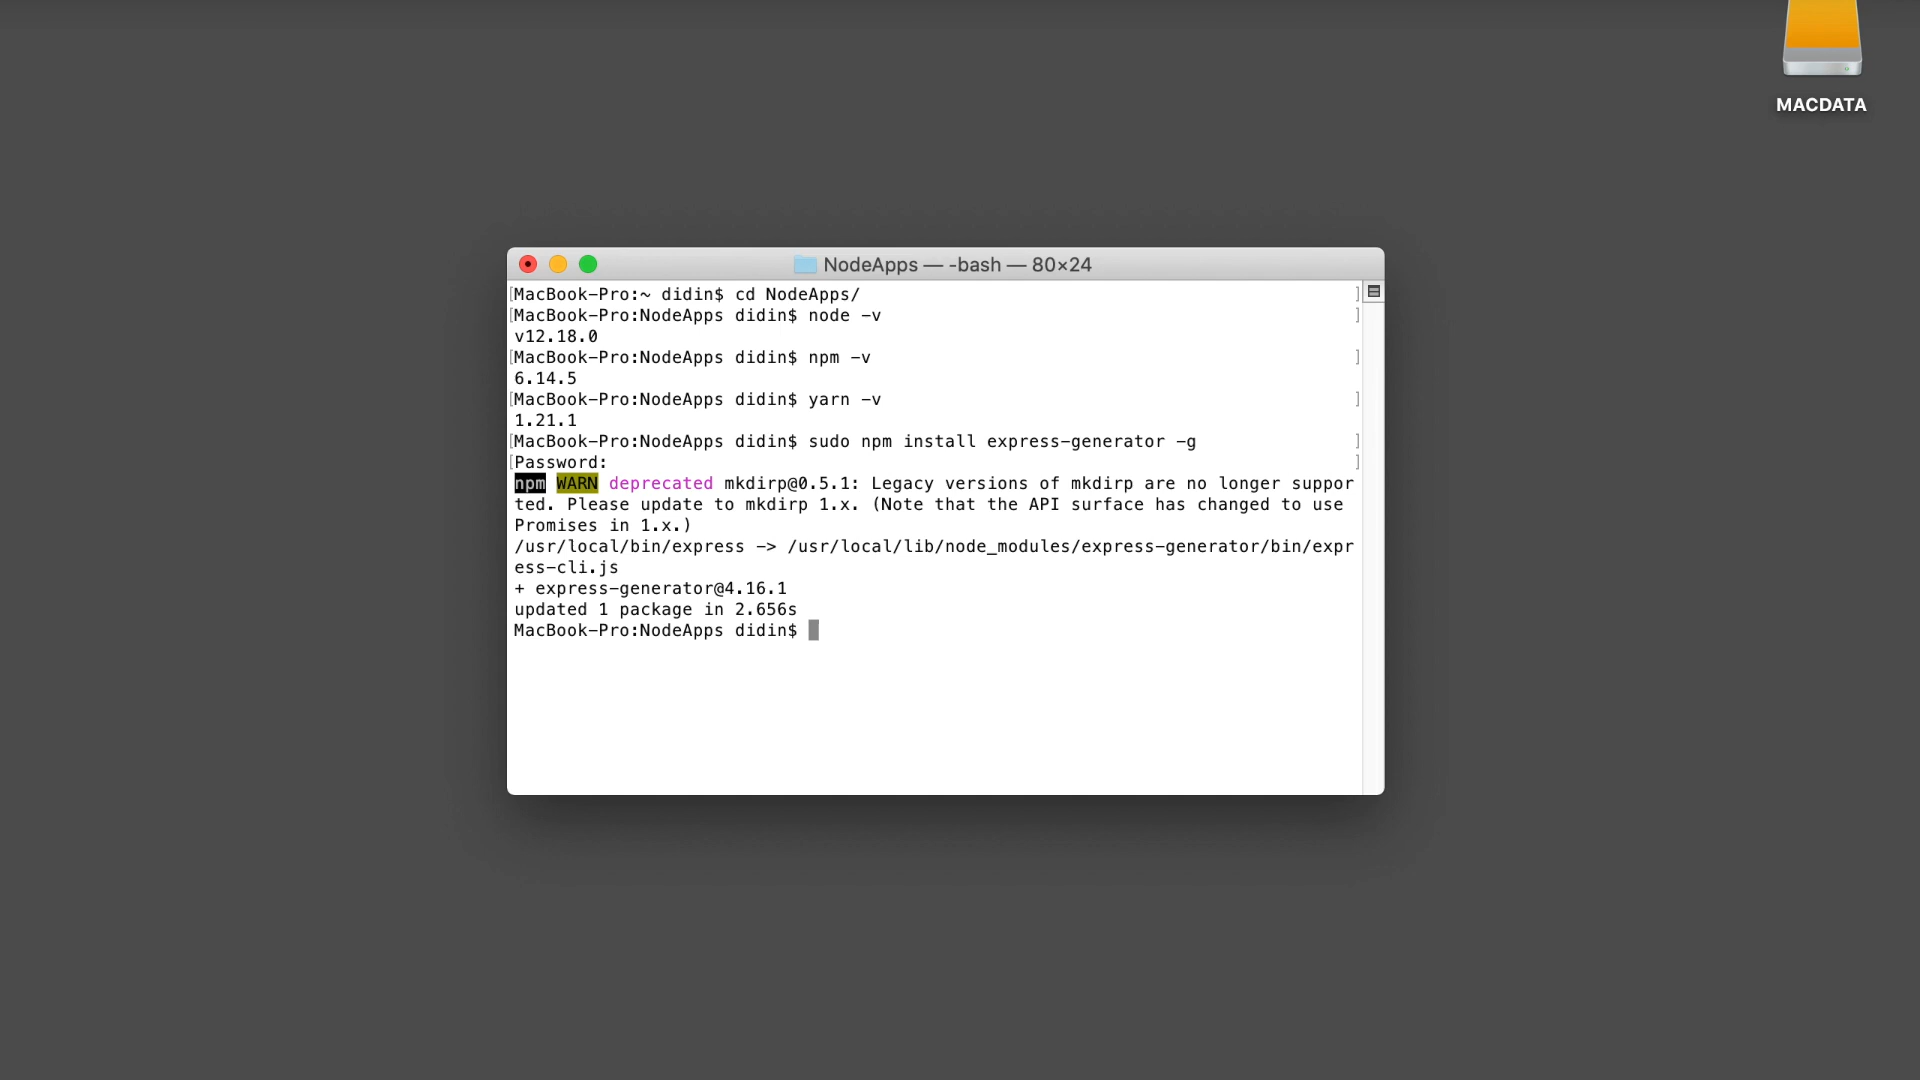 MACDATA
NodeApps — -bash — 80×24
[MacBook-Pro:~ didin$ cd NodeApps/ ]
[MacBook-Pro:NodeApps didin$ node -v ]
v12.18.0
[MacBook-Pro:NodeApps didin$ npm -v ]
6.14.5
[MacBook-Pro:NodeApps didin$ yarn -v ]
1.21.1
[MacBook-Pro:NodeApps didin$ sudo npm install express-generator -g ]
[Password: ]
npm WARN deprecated mkdirp@0.5.1: Legacy versions of mkdirp are no longer suppor
ted. Please update to mkdirp 1.x. (Note that the API surface has changed to use
Promises in 1.x.)
/usr/local/bin/express -> /usr/local/lib/node_modules/express-generator/bin/expr
ess-cli.js
+ express-generator@4.16.1
updated 1 package in 2.656s
MacBook-Pro:NodeApps didin$